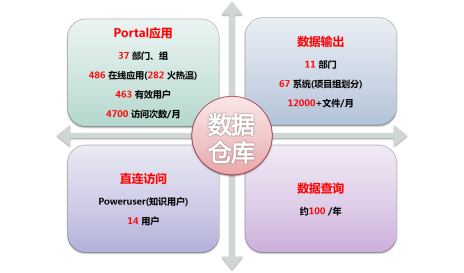 Portal应用
37 部门、组
486 在线应用(282 火热温)
463 有效用户
4700 访问次数/月
数据输出
11 部门
67 系统(项目组划分)
12000+文件/月
数据
仓库
直连访问
Poweruser(知识用户)
14 用户
数据查询
约100 /年